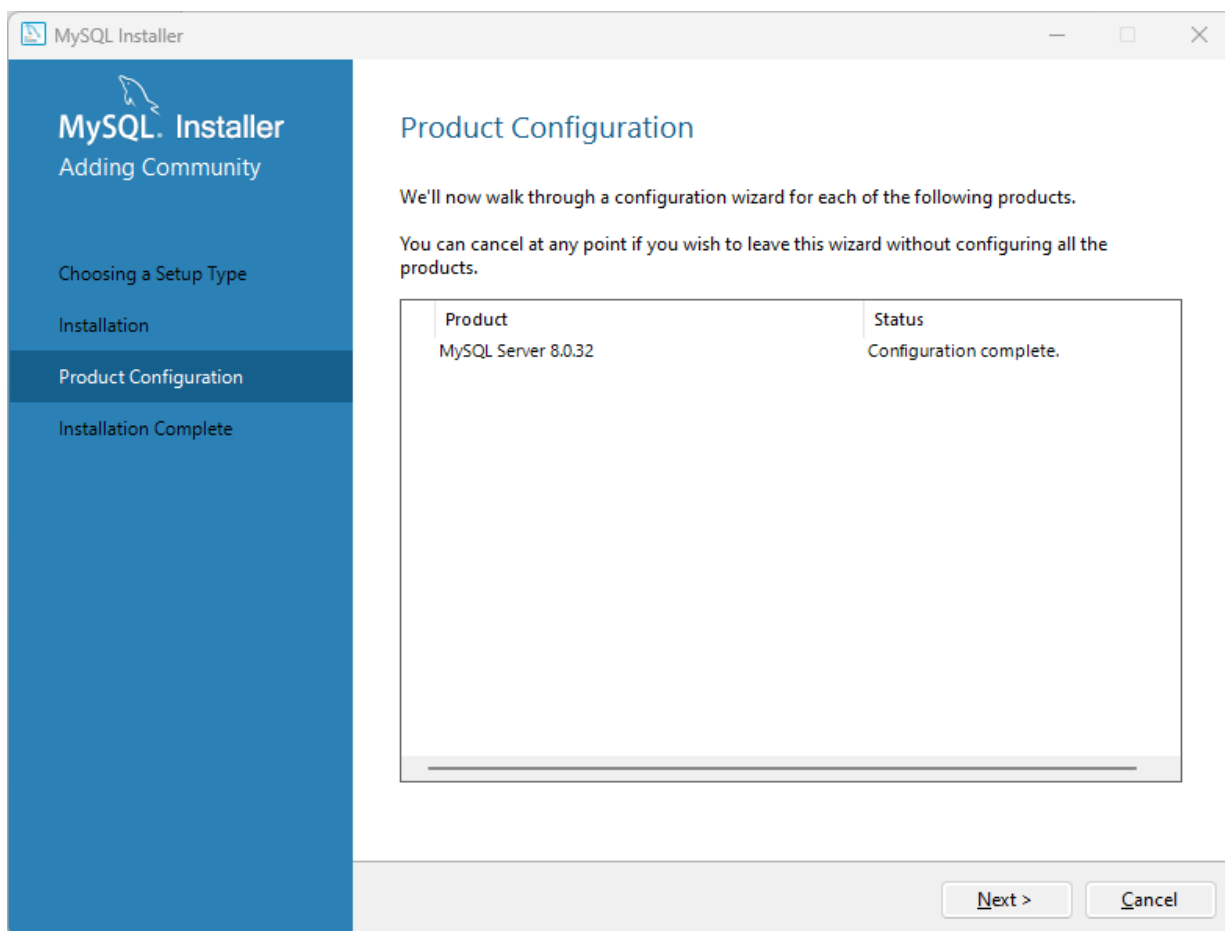 MySQL Installer
MySQL. Installer
Adding Community
Choosing a Setup Type
Installation
Product Configuration
Installation Complete
Product Configuration
We'll now walk through a configuration wizard for each of the following products.
You can cancel at any point if you wish to leave this wizard without configuring all the
products.
Product Status
MySQL Server 8.0.32 Configuration complete.
Next > Cancel